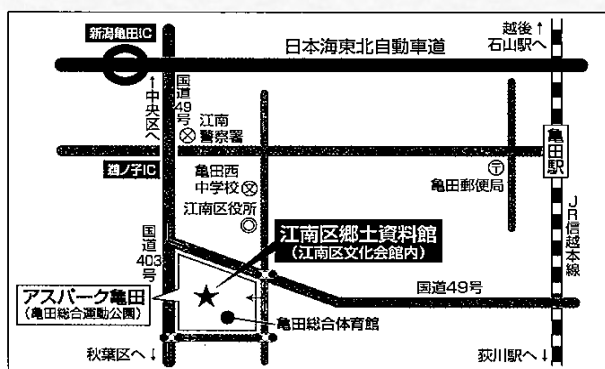 新潟亀田IC
越後↑
石山駅へ
日本海東北自動車道
↑中央区へ
国道49号
江南
警察署
鵜ノ子IC
亀田西
中学校
江南区役所
亀田郵便局
亀田駅
JR信越本線
国道403号
江南区郷土資料館
(江南区文化会館内)
アスパーク亀田
(亀田総合運動公園)
国道49号
亀田総合体育館
秋葉区へ↓
荻川駅へ↓